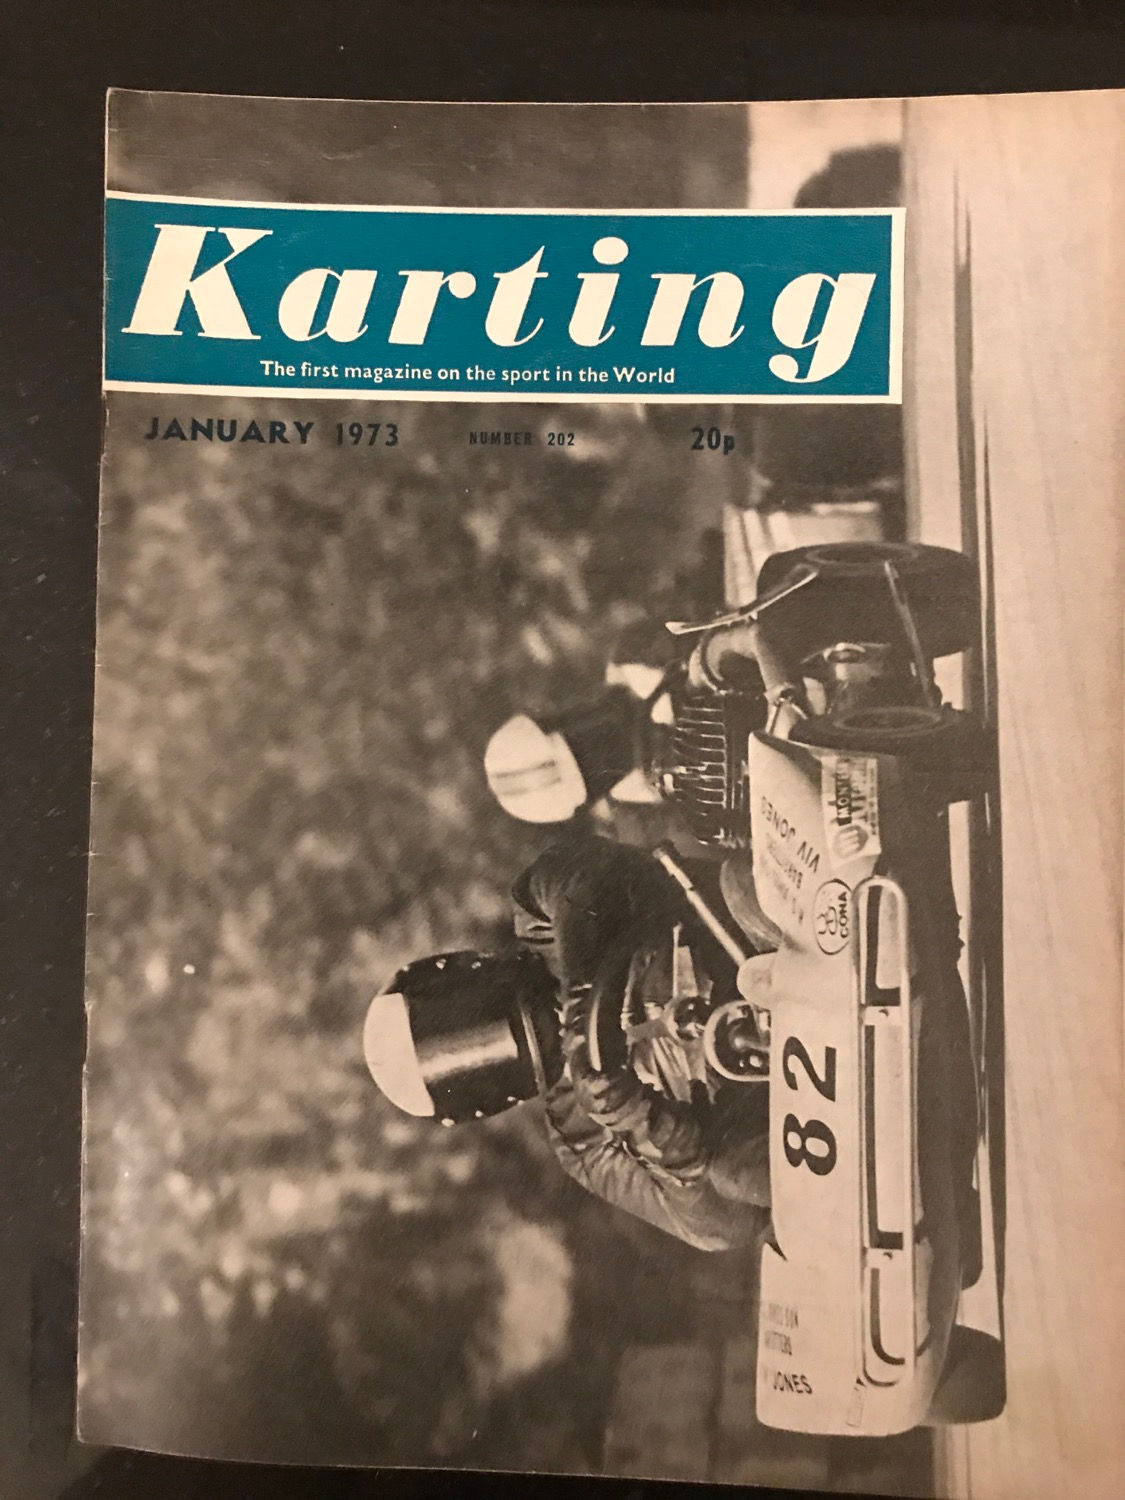 Karting
The first magazine on the sport in the World
JANUARY 1973 NUMBER 202 20p
VIV JONES
CONA
82
JONES